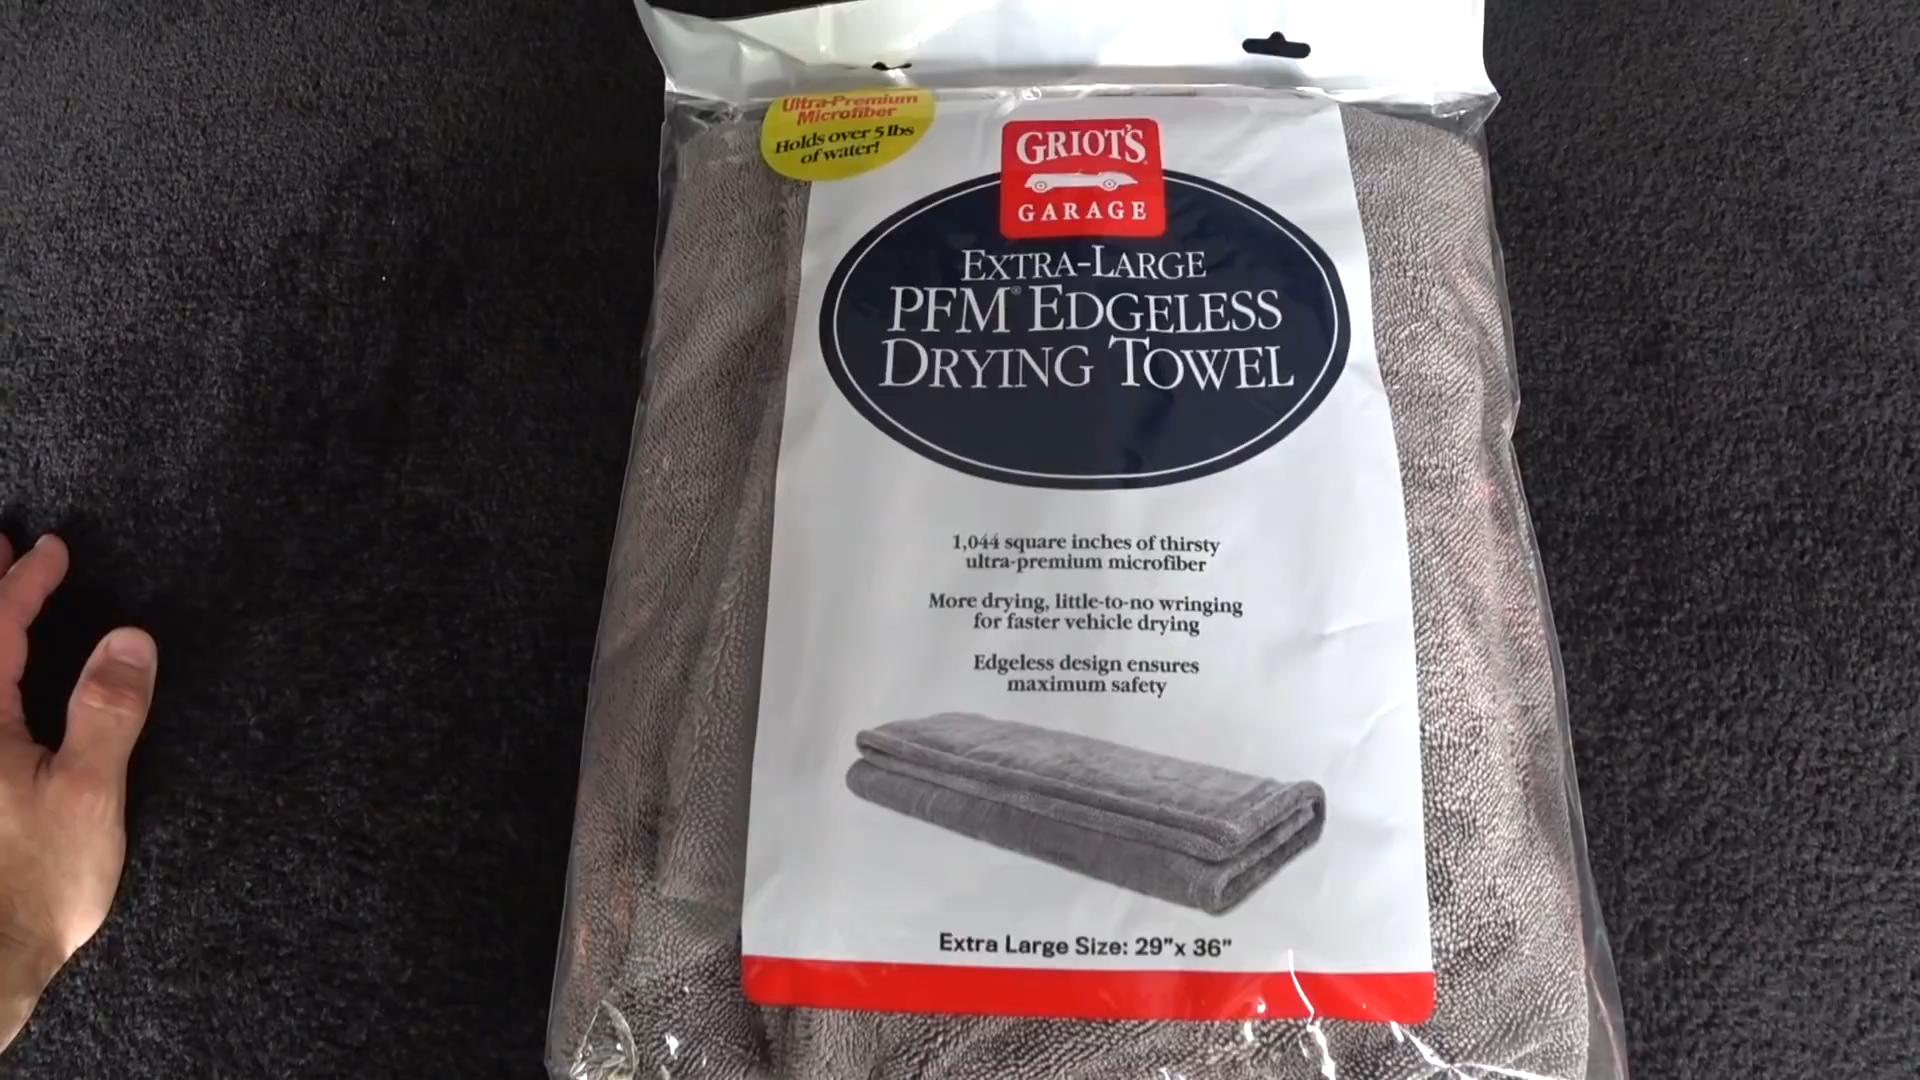 Ultra-Premium
Microfiber
Holds over 5 lbs
of water!
GRIOT'S
GARAGE
EXTRA-LARGE
PFM® EDGELESS
DRYING TOWEL
1,044 square inches of thirsty
ultra-premium microfiber
More drying, little-to-no wringing
for faster vehicle drying
Edgeless design ensures
maximum safety
Extra Large Size: 29"x 36"